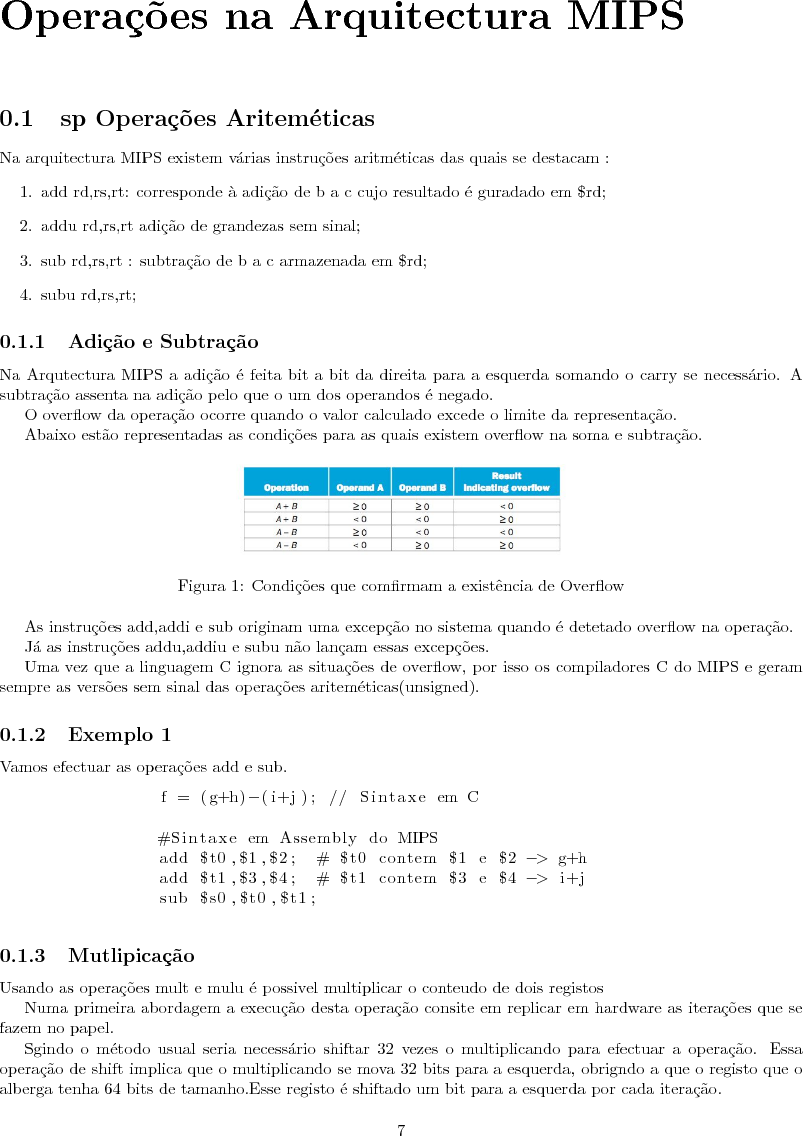 Operações na Arquitectura MIPS
0.1 sp Operações Ariteméticas
Na arquitectura MIPS existem várias instruções aritméticas das quais se destacam :
1. add rd,rs,rt: corresponde à adição de b a c cujo resultado é guradado em $rd;
2. addu rd,rs,rt adição de grandezas sem sinal;
3. sub rd,rs,rt : subtração de b a c armazenada em $rd;
4. subu rd,rs,rt;
0.1.1 Adição e Subtração
Na Arqutectura MIPS a adição é feita bit a bit da direita para a esquerda somando o carry se necessário. A
subtração assenta na adição pelo que o um dos operandos é negado.
O overflow da operação ocorre quando o valor calculado excede o limite da representação.
Abaixo estão representadas as condições para as quais existem overflow na soma e subtração.
Result
Operation Operand A Operand B indicating overflow
A + B ≥ 0 ≥ 0 < 0
A + B < 0 < 0 ≥ 0
A – B ≥ 0 < 0 < 0
A – B < 0 ≥ 0 ≥ 0
Figura 1: Condições que comfirmam a existência de Overflow
As instruções add,addi e sub originam uma excepção no sistema quando é detetado overflow na operação.
Já as instruções addu,addiu e subu não lançam essas excepções.
Uma vez que a linguagem C ignora as situações de overflow, por isso os compiladores C do MIPS e geram
sempre as versões sem sinal das operações ariteméticas(unsigned).
0.1.2 Exemplo 1
Vamos efectuar as operações add e sub.
f = (g+h)−(i+j); // Sintaxe em C
#Sintaxe em Assembly do MIPS
add $t0,$1,$2; # $t0 contem $1 e $2 −> g+h
add $t1,$3,$4; # $t1 contem $3 e $4 −> i+j
sub $s0,$t0,$t1;
0.1.3 Mutlipicação
Usando as operações mult e mulu é possivel multiplicar o conteudo de dois registos
Numa primeira abordagem a execução desta operação consite em replicar em hardware as iterações que se
fazem no papel.
Sgindo o método usual seria necessário shiftar 32 vezes o multiplicando para efectuar a operação. Essa
operação de shift implica que o multiplicando se mova 32 bits para a esquerda, obrigndo a que o registo que o
alberga tenha 64 bits de tamanho.Esse registo é shiftado um bit para a esquerda por cada iteração.
7